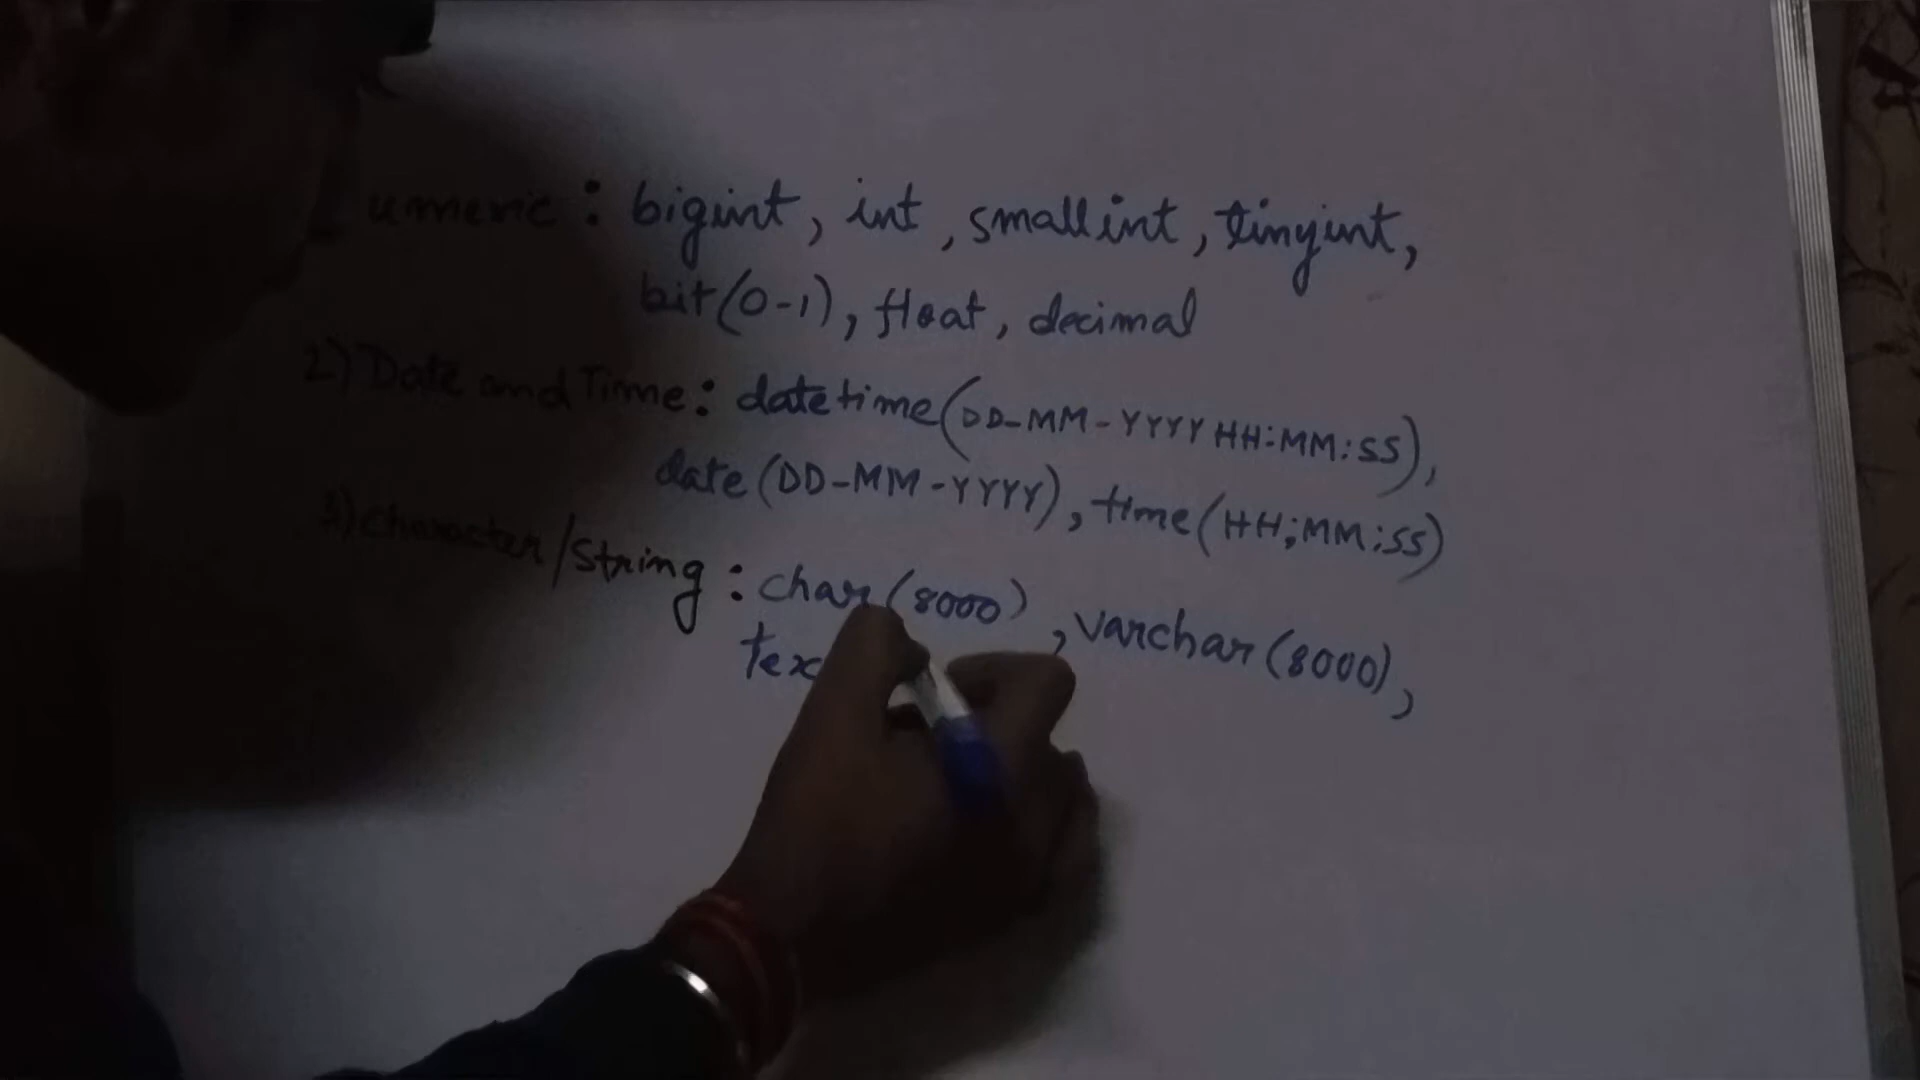 umeric : bigint, int, smallint, tinyint,
bit(0-1), float, decimal
2) Date and Time : datetime(DD-MM-YYYY HH:MM:SS),
date (DD-MM-YYYY), time (HH;MM:SS)
3) character/string : char(8000), varchar(8000),
Tex